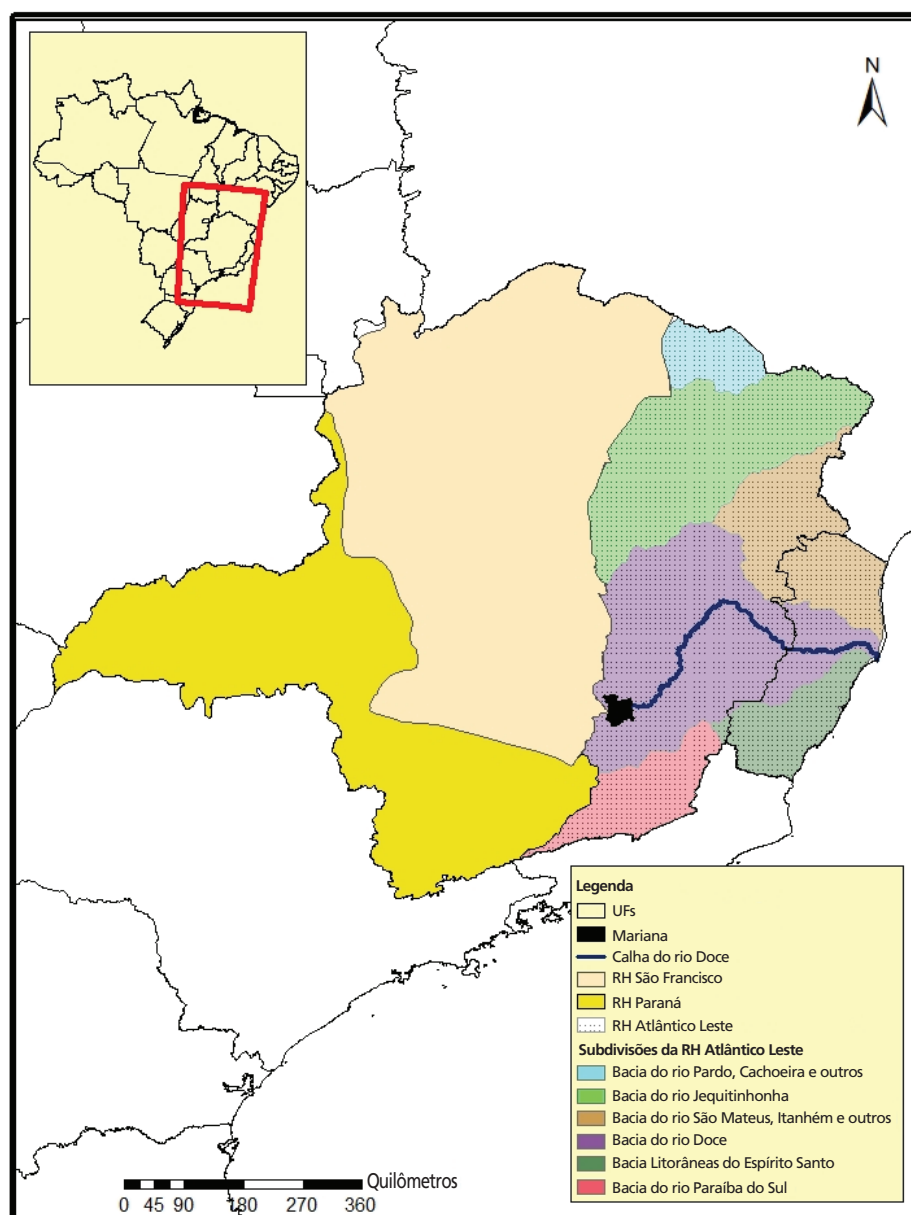 N
Legenda
UFs
Mariana
Calha do rio Doce
RH São Francisco
RH Paraná
RH Atlântico Leste
Subdivisões da RH Atlântico Leste
Bacia do rio Pardo, Cachoeira e outros
Bacia do rio Jequitinhonha
Bacia do rio São Mateus, Itanhém e outros
Bacia do rio Doce
Bacia Litorâneas do Espírito Santo
Bacia do rio Paraíba do Sul
Quilômetros
0 45 90 180 270 360